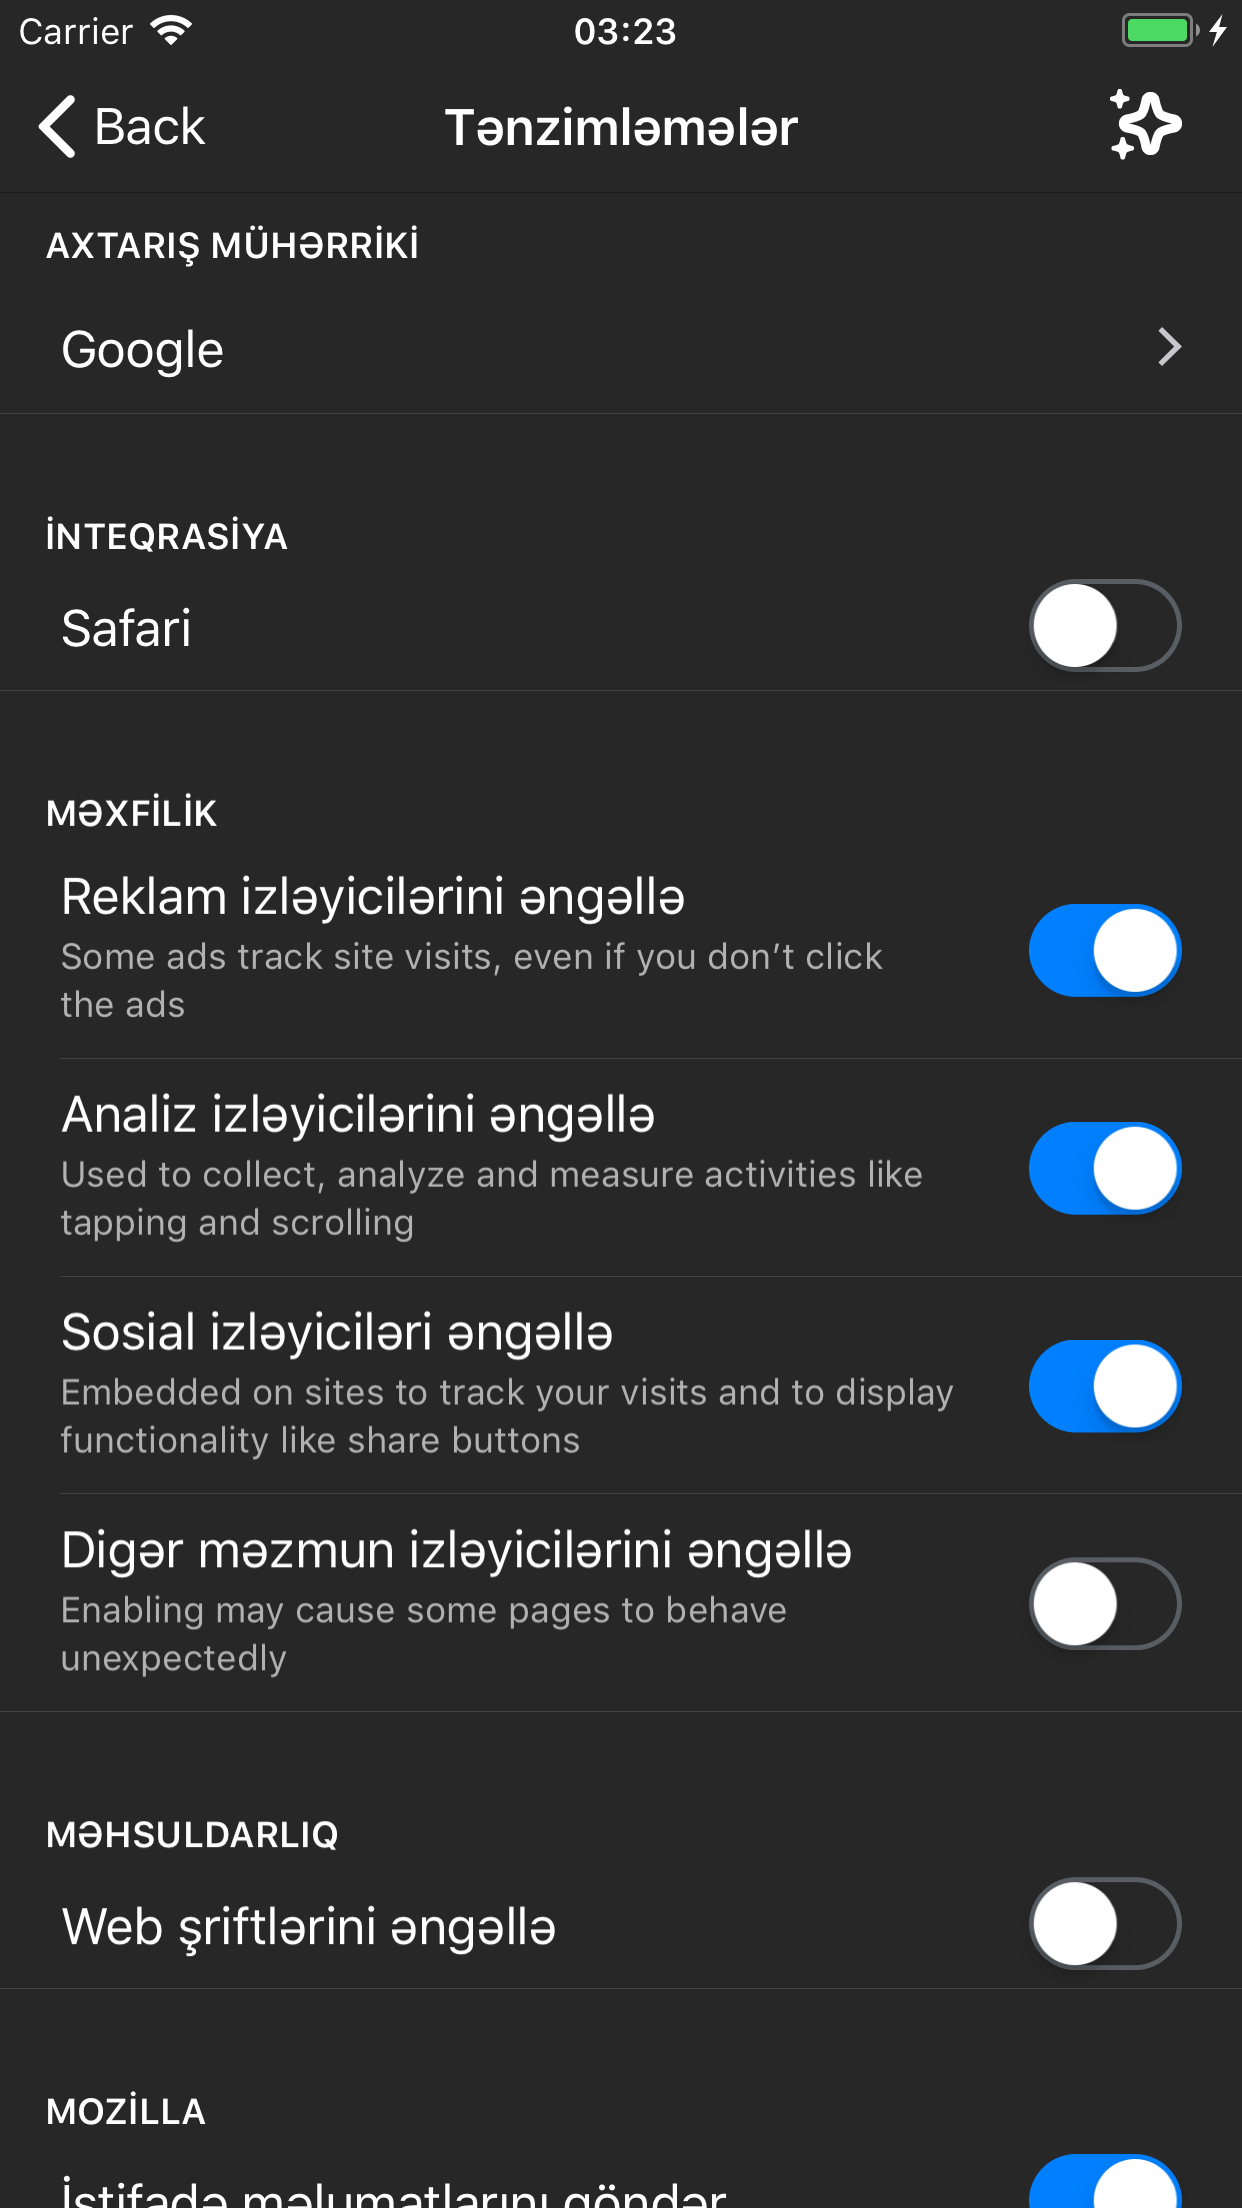 Carrier
03:23
Back
Tənzimləmələr
AXTARIŞ MÜHƏRRİKİ
Google
İNTEQRASİYA
Safari
MƏXFİLİK
Reklam izləyicilərini əngəllə
Some ads track site visits, even if you don’t click
the ads
Analiz izləyicilərini əngəllə
Used to collect, analyze and measure activities like
tapping and scrolling
Sosial izləyiciləri əngəllə
Embedded on sites to track your visits and to display
functionality like share buttons
Digər məzmun izləyicilərini əngəllə
Enabling may cause some pages to behave
unexpectedly
MƏHSULDARLIQ
Web şriftlərini əngəllə
MOZİLLA
İstifadə məlumatlarını göndər